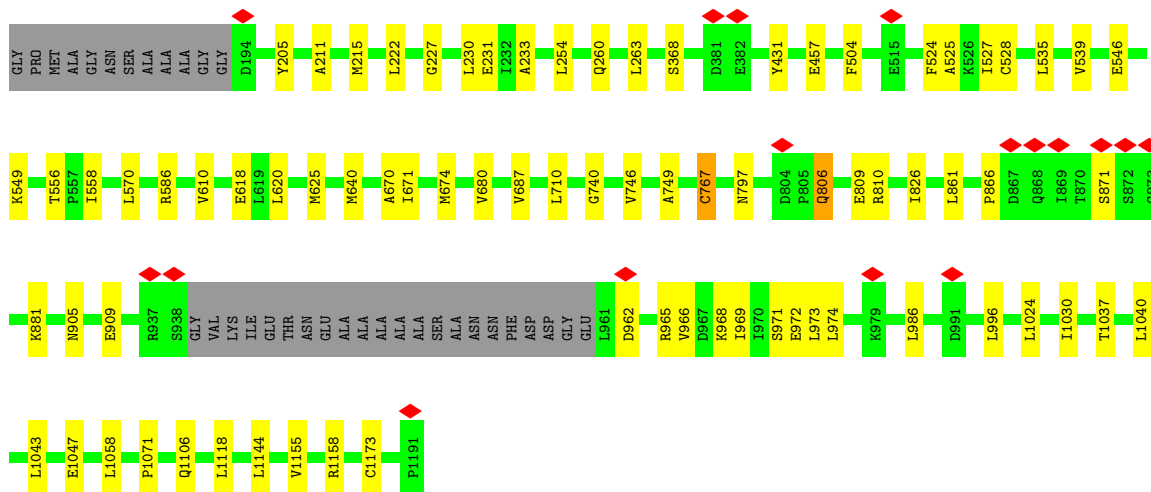 GLY PRO MET ALA GLY ASN SER ALA ALA ALA GLY GLY D194 Y205 A211 M215 L222 G227 L230 E231 I232 A233 L254 Q260 L263 S368 D381 E382 Y431 E457 F504 E515 F524 A525 K526 I527 C528 L535 V539 E546
K549 T556 P557 I558 L570 R586 V610 E618 L619 L620 M625 M640 A670 I671 M674 V680 V687 L710 G740 V746 A749 C767 N797 D804 P805 Q806 E809 R810 I826 L861 P866 D867 Q868 I869 T870 S871 S872
K881 N905 E909 R937 S938 GLY VAL LYS ILE GLU THR ASN GLU ALA ALA ALA ALA ALA SER ALA ASN ASN PHE ASP ASP GLY GLU L961 D962 R965 V966 D967 K968 I969 I970 S971 E972 L973 L974 K979 L986 D991 L996 L1024 I1030 T1037 L1040
L1043 E1047 L1058 P1071 Q1106 L1118 L1144 V1155 R1158 C1173 P1191